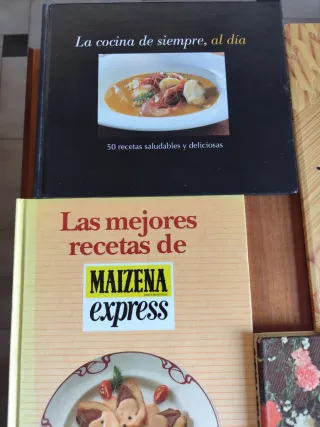 La cocina de siempre, al día
50 recetas saludables y deliciosas
Las mejores
recetas de
MAIZENA
express